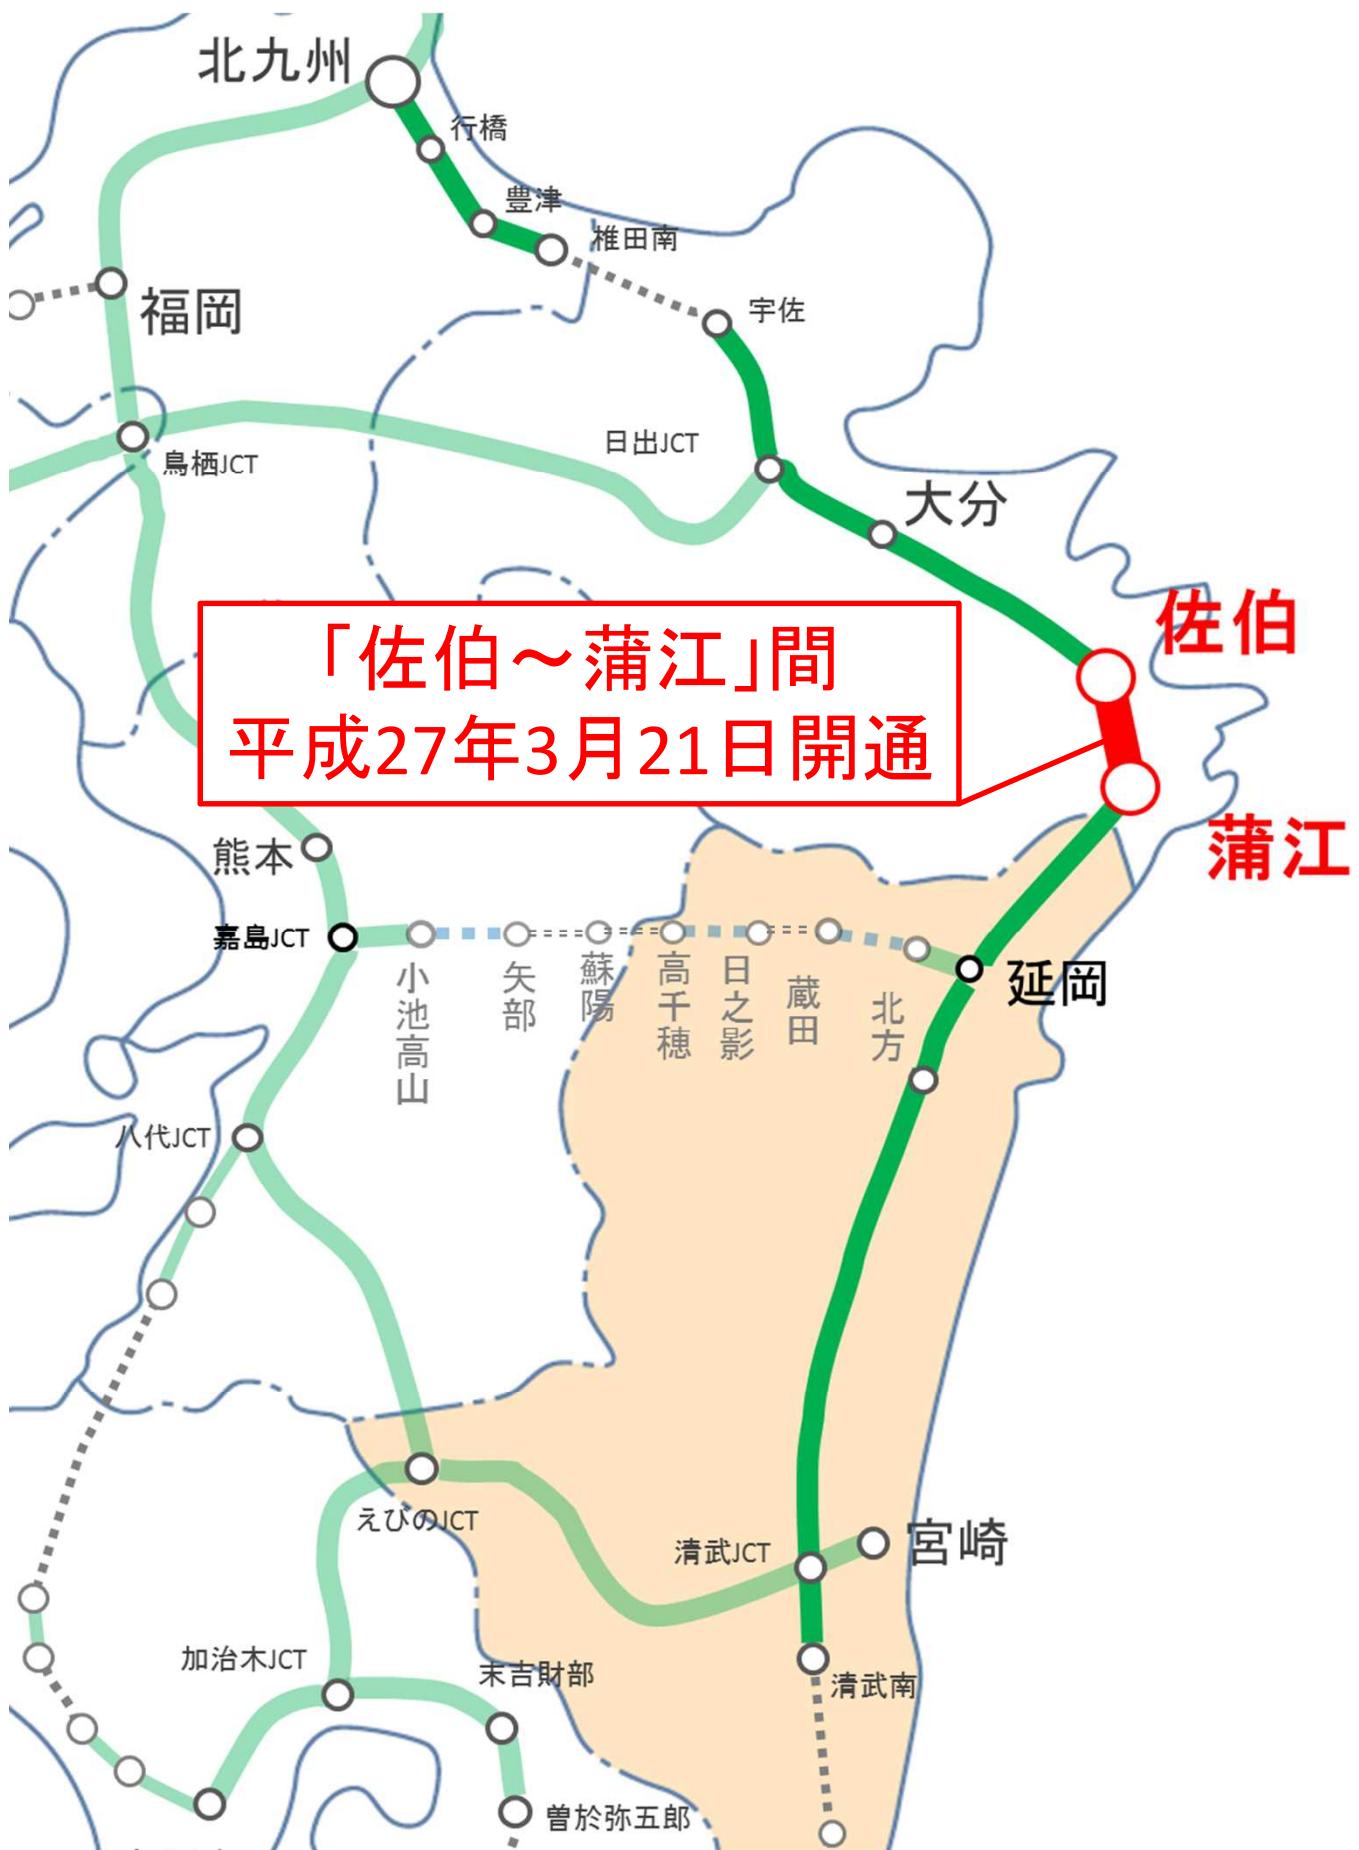 北九州
行橋
豊津
椎田南
福岡
宇佐
日出JCT
鳥栖JCT
大分
佐伯
「佐伯～蒲江」間
平成27年3月21日開通
蒲江
熊本
嘉島JCT
小池高山
矢部
蘇陽
高千穂
日之影
蔵田
北方
延岡
八代JCT
えびのJCT
清武JCT
宮崎
加治木JCT
末吉財部
清武南
曽於弥五郎